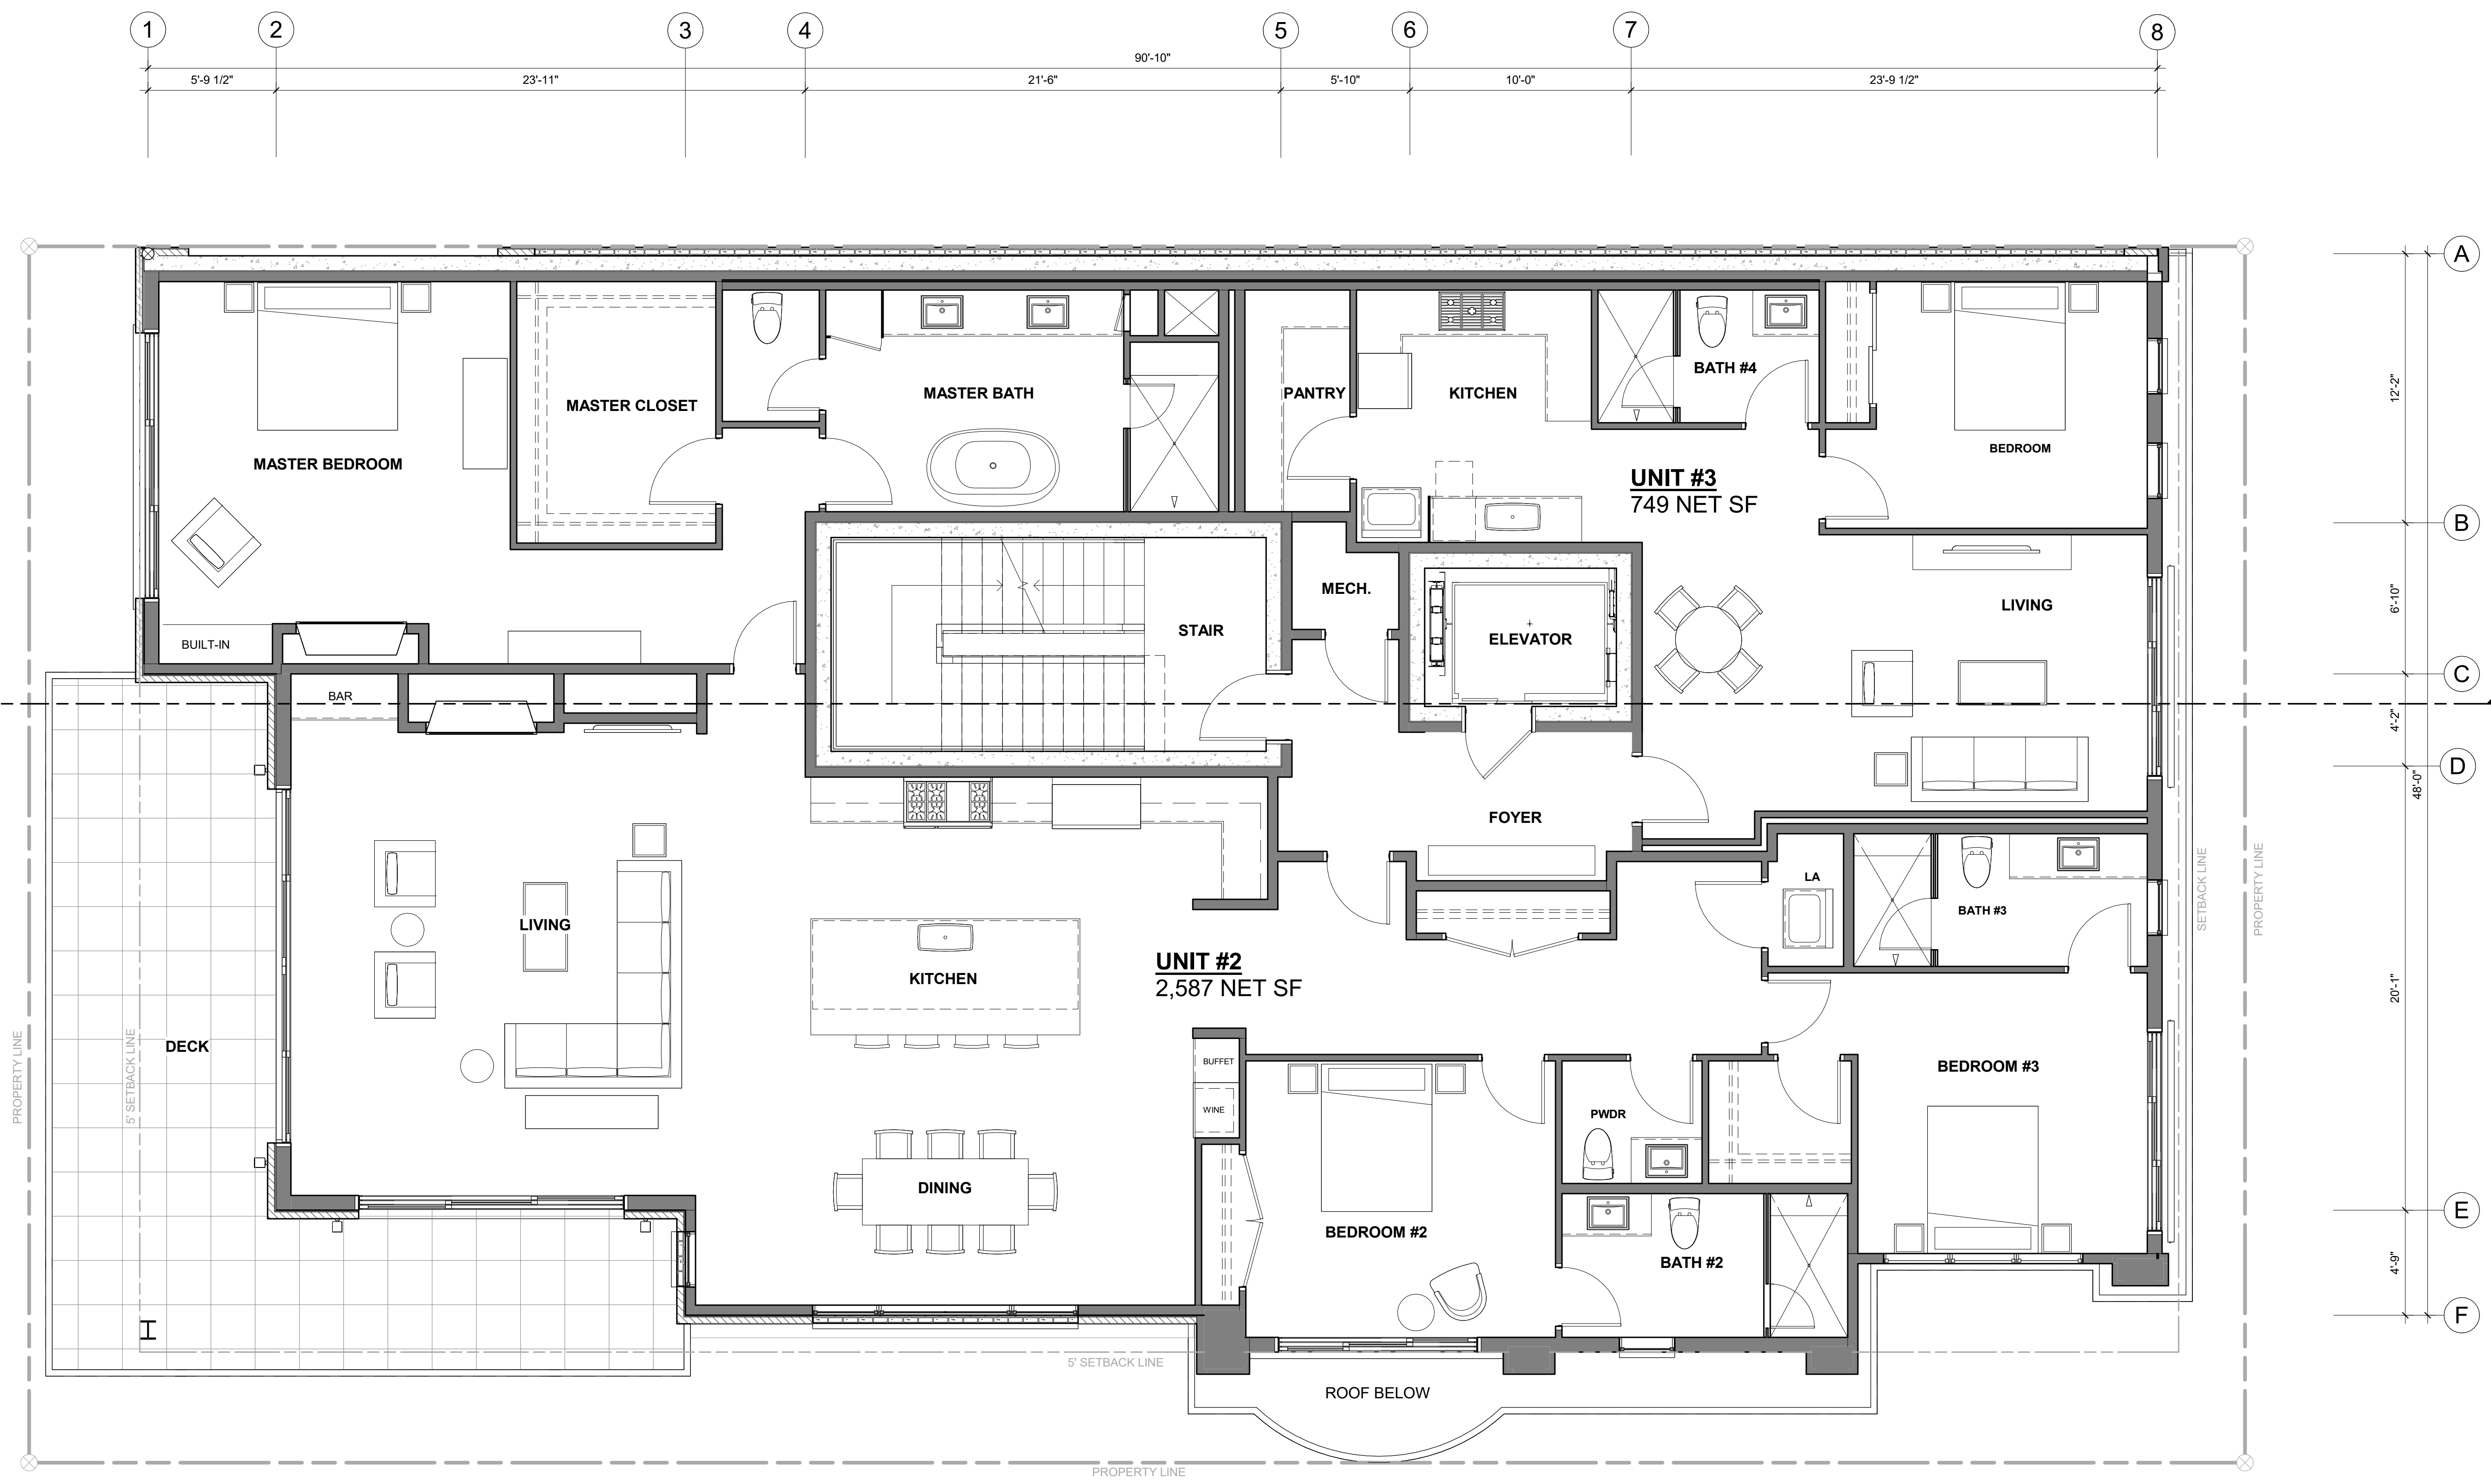 1 2 3 4 5 6 7 8
90'-10"
5'-9 1/2" 23'-11" 21'-6" 5'-10" 10'-0" 23'-9 1/2"
A
B
C
D
E
F
12'-2"
6'-10"
4'-2"
48'-0"
20'-1"
4'-9"
MASTER BEDROOM
MASTER CLOSET
MASTER BATH
PANTRY
KITCHEN
BATH #4
BEDROOM
UNIT #3
749 NET SF
BUILT-IN
BAR
STAIR
MECH.
ELEVATOR
LIVING
FOYER
LA
BATH #3
LIVING
KITCHEN
UNIT #2
2,587 NET SF
DECK
BUFFET
WINE
DINING
BEDROOM #2
PWDR
BATH #2
BEDROOM #3
ROOF BELOW
PROPERTY LINE
5' SETBACK LINE
5' SETBACK LINE
PROPERTY LINE
SETBACK LINE
PROPERTY LINE